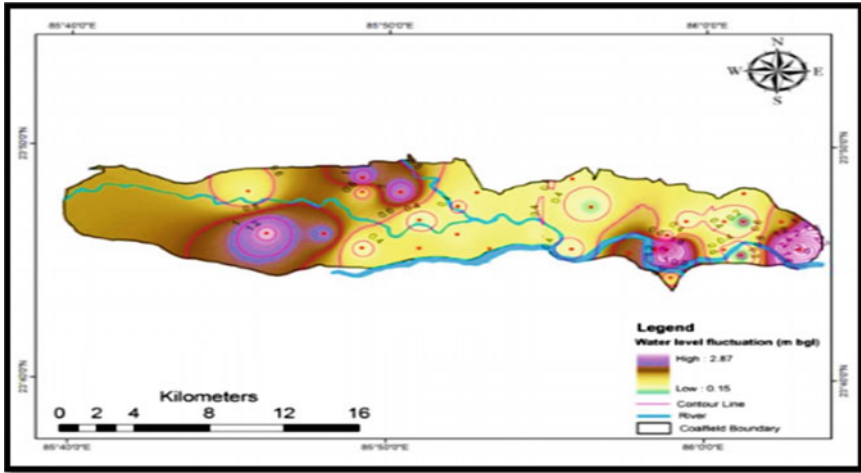 85°40'0"E 85°50'0"E 86°0'0"E
23°50'0"N 23°50'0"N
23°40'0"N 23°40'0"N
Z
W E
S
Legend
Water level fluctuation (m bgl)
High : 2.87
Low : 0.15
Contour Line
River
Coalfield Boundary
Kilometers
0 2 4 8 12 16
85°40'0"E 85°50'0"E 86°0'0"E